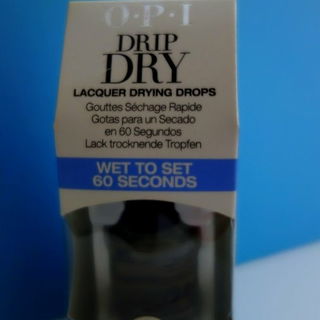 O·P·I
DRIP
DRY
LACQUER DRYING DROPS
Gouttes Séchage Rapide
Gotas para un Secado
en 60 Segundos
Lack trocknende Tropfen
WET TO SET
60 SECONDS